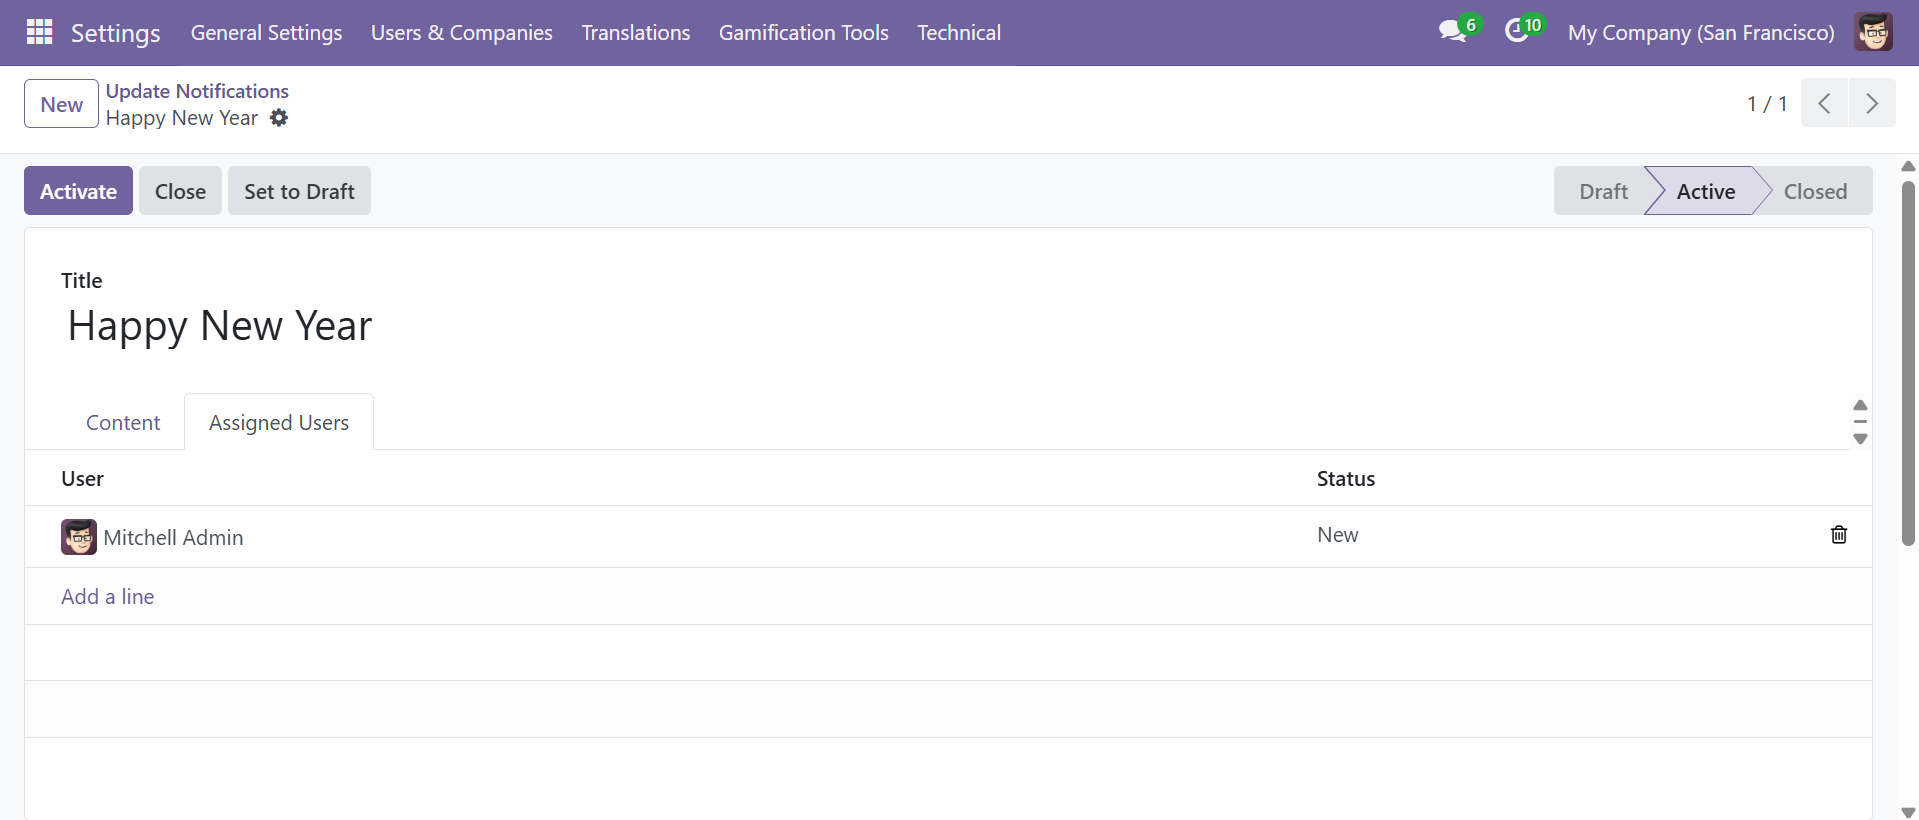 Settings General Settings Users & Companies Translations Gamification Tools Technical 6 10 My Company (San Francisco)
New Update Notifications 1 / 1
Happy New Year
Activate Close Set to Draft Draft Active Closed
Title
Happy New Year
Content Assigned Users
User Status
Mitchell Admin New
Add a line